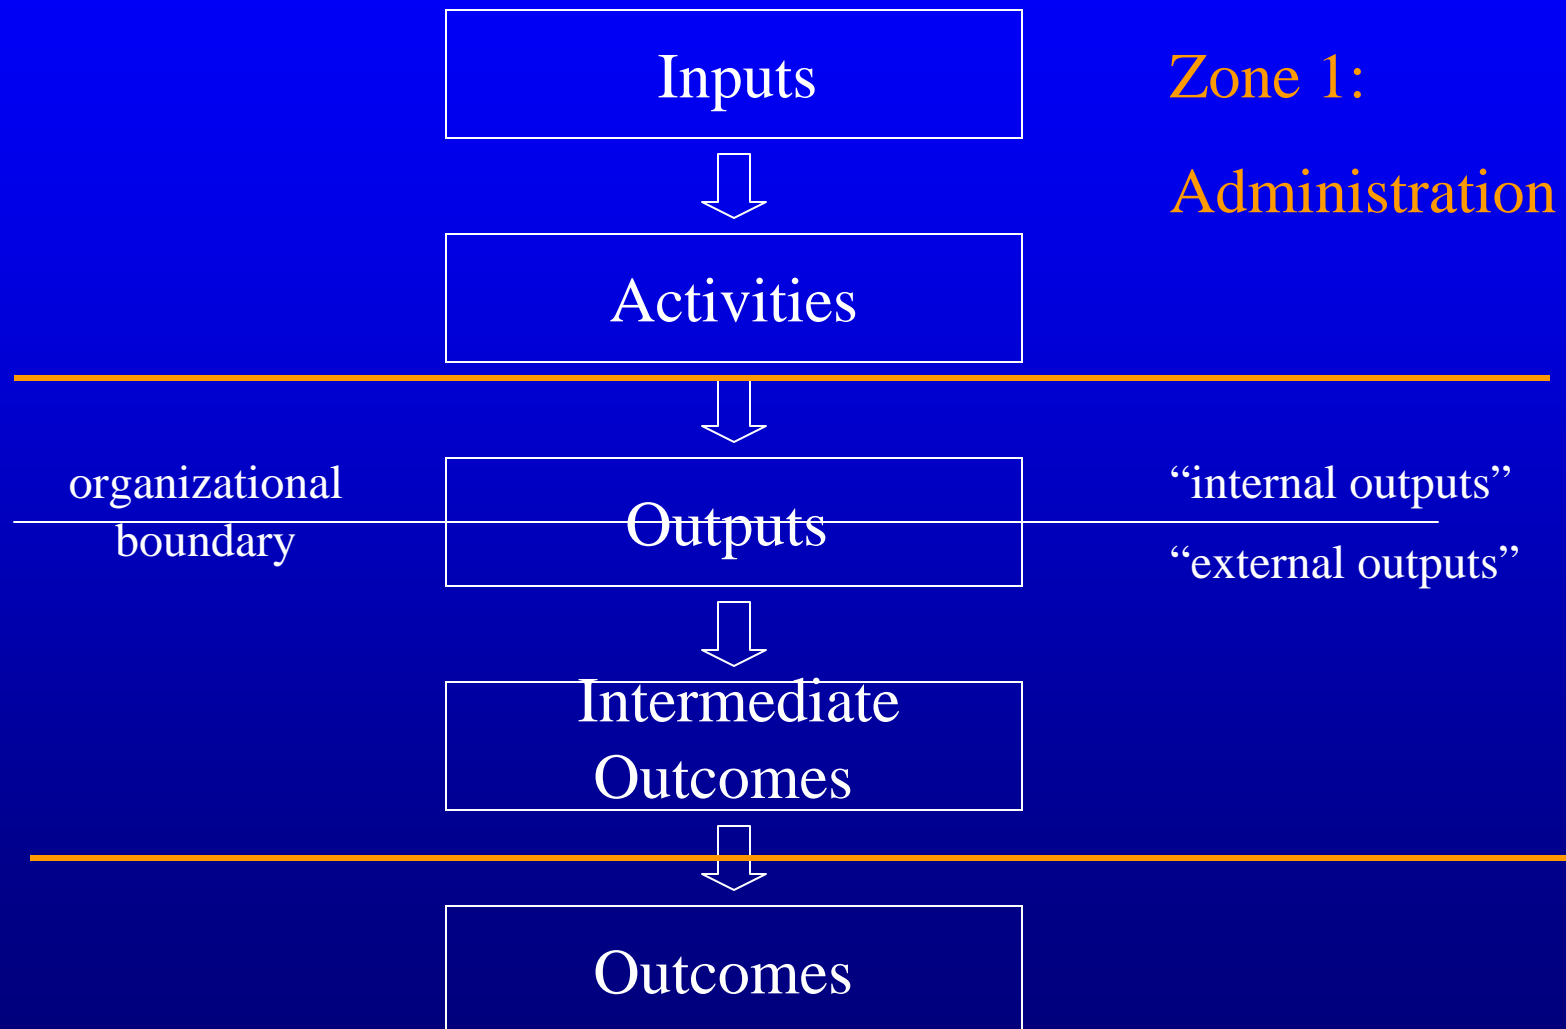 Inputs
Zone 1:
Administration
Activities
organizational
boundary
Outputs
“internal outputs”
“external outputs”
Intermediate
Outcomes
Outcomes